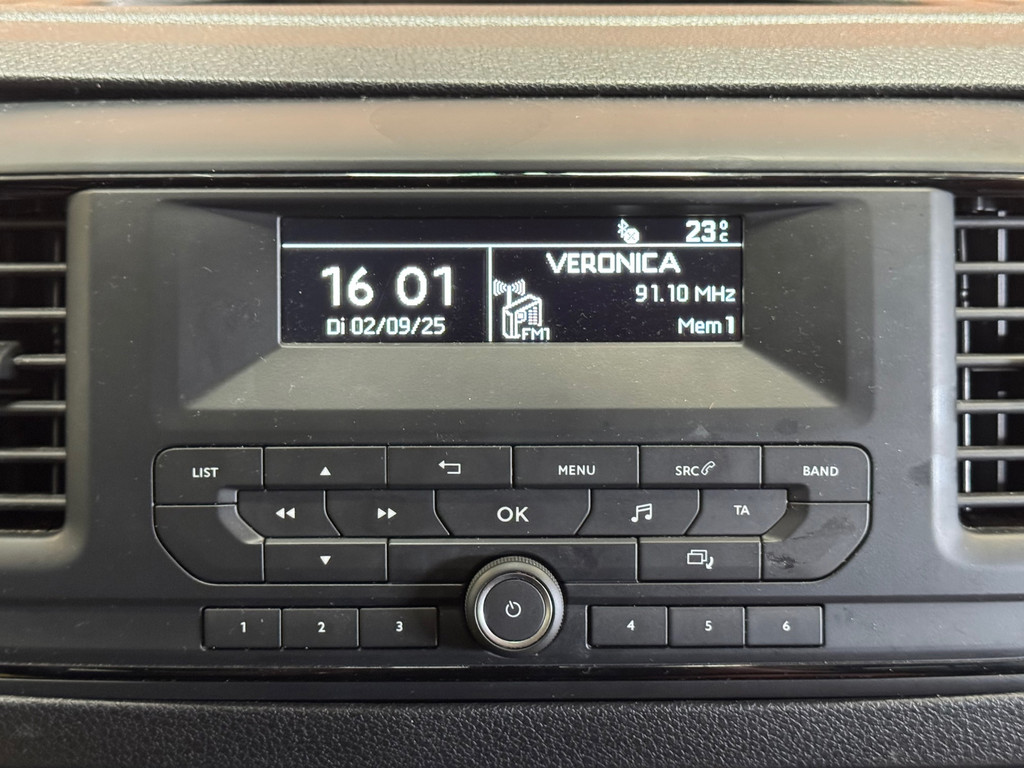 23°C
16 01
Di 02/09/25
VERONICA
91.10 MHz
FM1
Mem 1
LIST
MENU
SRC
BAND
OK
TA
1 2 3 4 5 6